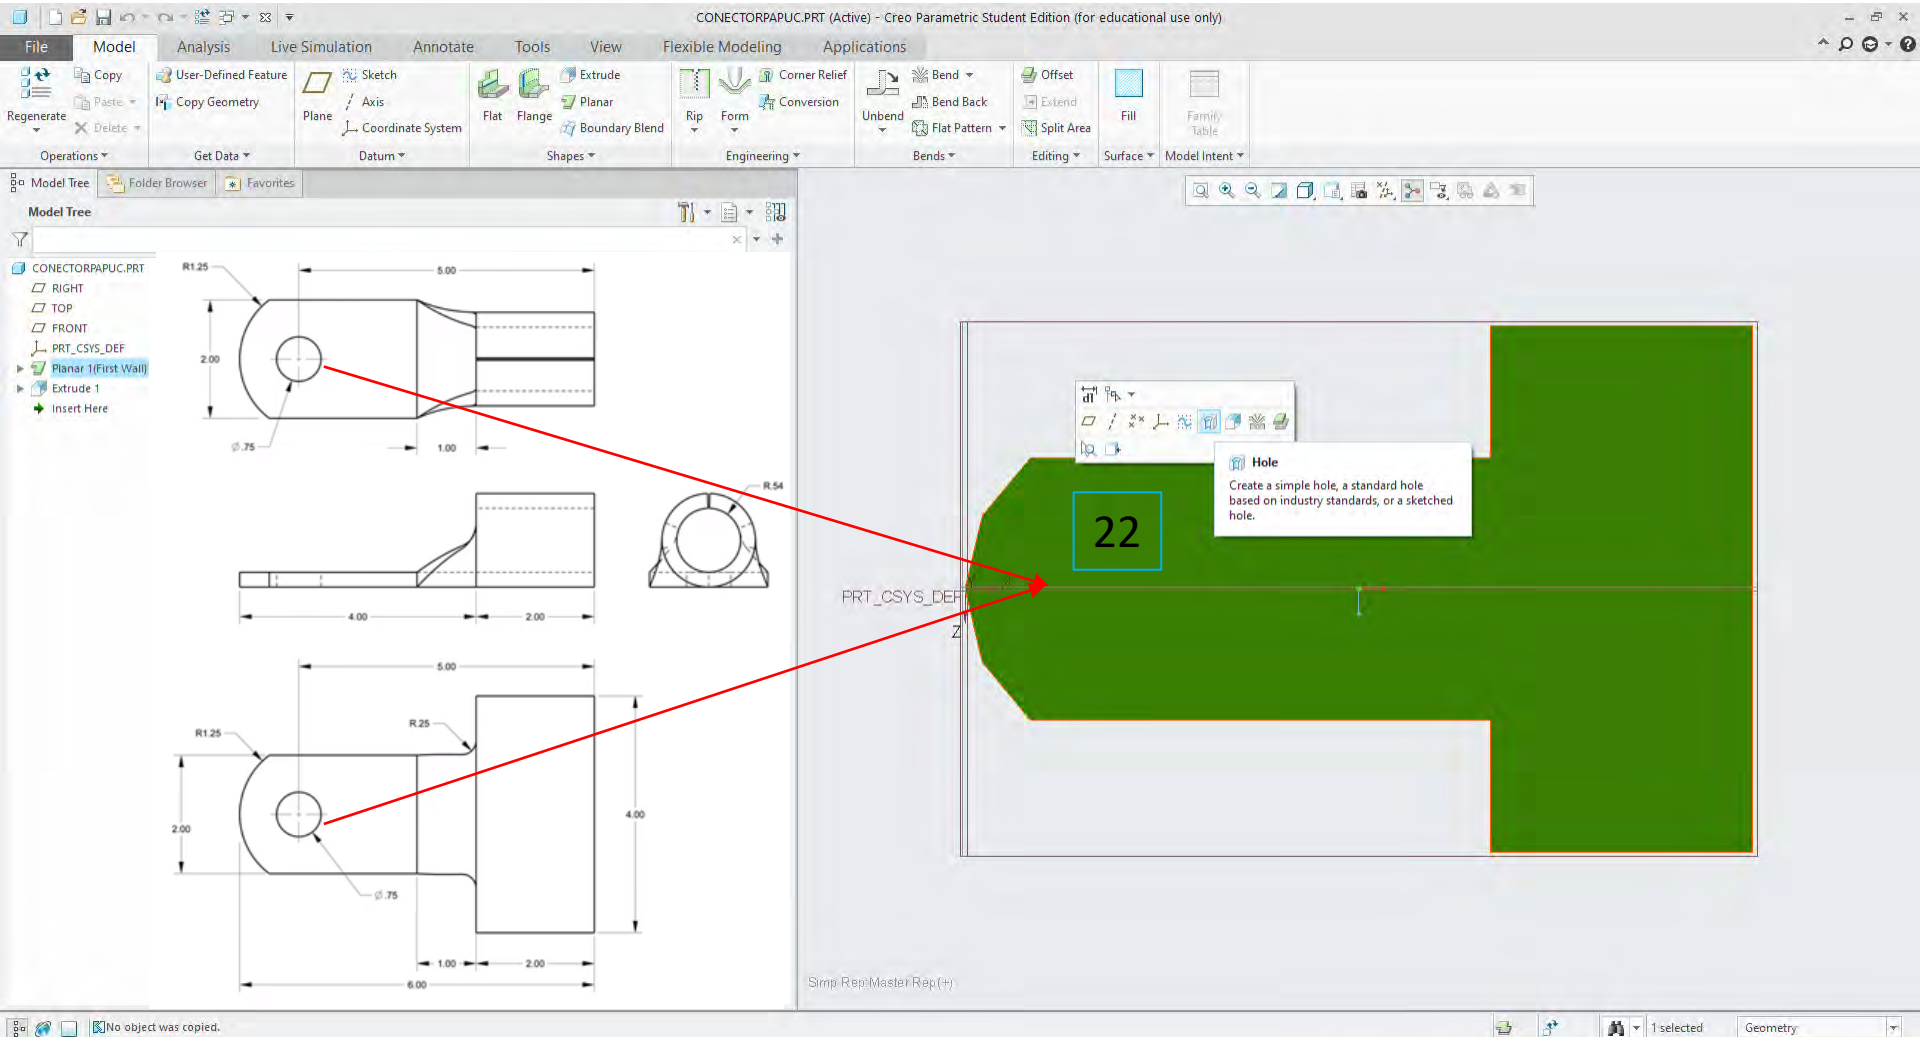 CONECTORPAPUC.PRT (Active) - Creo Parametric Student Edition (for educational use only)
File Model Analysis Live Simulation Annotate Tools View Flexible Modeling Applications
Regenerate
Copy
Paste
Delete
Operations
User-Defined Feature
Copy Geometry
Get Data
Plane
Sketch
Axis
Coordinate System
Datum
Flat
Flange
Extrude
Planar
Boundary Blend
Shapes
Rip
Form
Corner Relief
Conversion
Engineering
Unbend
Bend
Bend Back
Flat Pattern
Bends
Offset
Extend
Split Area
Editing
Fill
Surface
Family
Table
Model Intent
Model Tree Folder Browser Favorites
Model Tree
CONECTORPAPUC.PRT
RIGHT
TOP
FRONT
PRT_CSYS_DEF
Planar 1(First Wall)
Extrude 1
Insert Here
R1.25
5.00
2.00
Ø.75
1.00
R.54
4.00
2.00
5.00
R.25
R1.25
2.00
4.00
Ø.75
1.00
2.00
6.00
d1
Hole
Create a simple hole, a standard hole
based on industry standards, or a sketched
hole.
22
PRT_CSYS_DEF
Z
Simp Rep:Master Rep(+)
No object was copied.
1 selected
Geometry